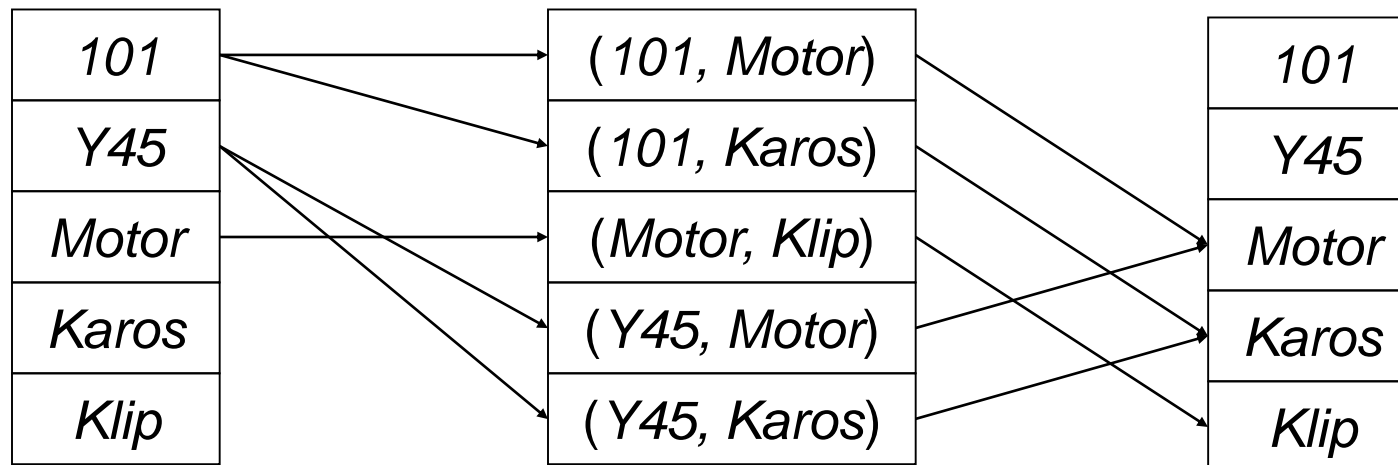 101
Y45
Motor
Karos
Klip
(101, Motor)
(101, Karos)
(Motor, Klip)
(Y45, Motor)
(Y45, Karos)
101
Y45
Motor
Karos
Klip